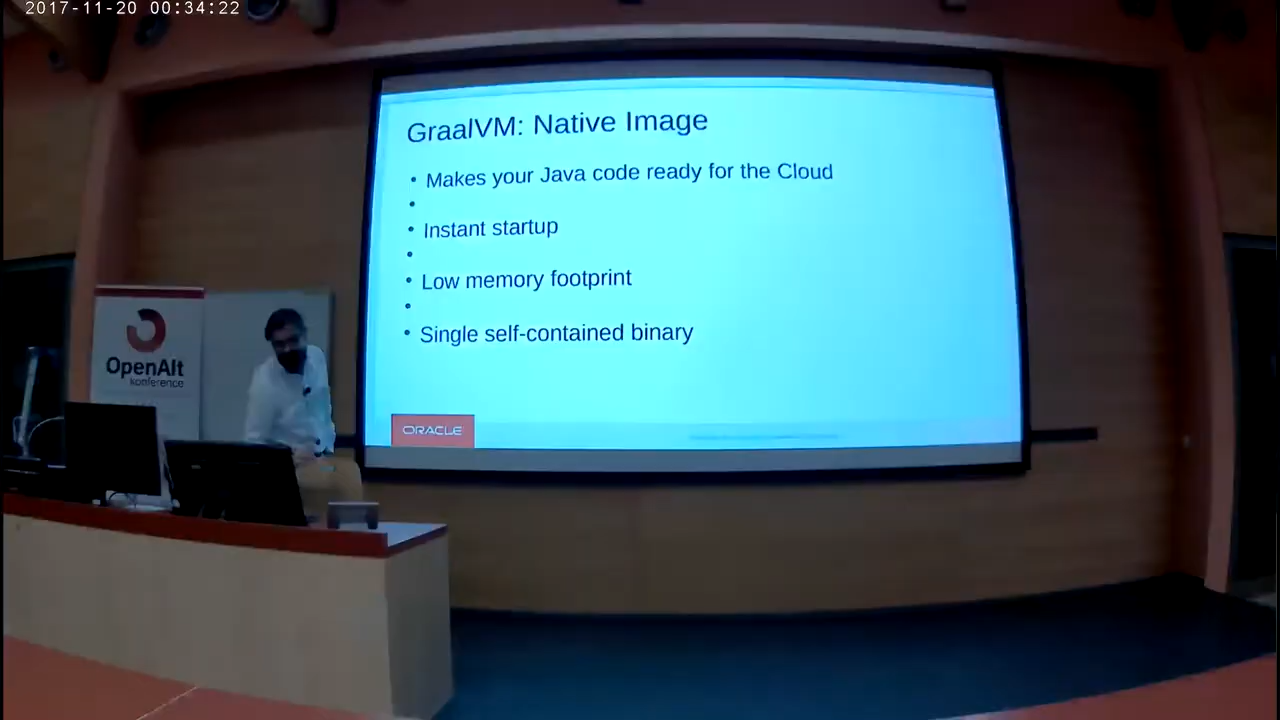 2017-11-20 00:34:22
GraalVM: Native Image
• Makes your Java code ready for the Cloud
•
• Instant startup
•
• Low memory footprint
•
• Single self-contained binary
ORACLE
OpenAlt
konference